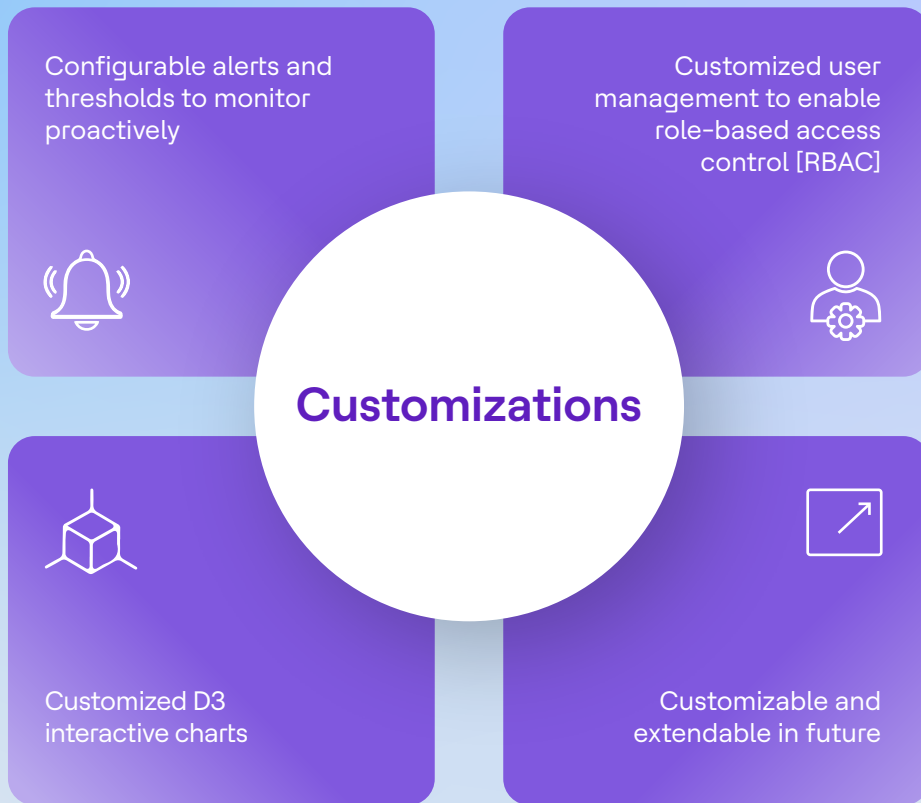 Configurable alerts and
thresholds to monitor
proactively
Customized user
management to enable
role-based access
control [RBAC]
Customizations
Customized D3
interactive charts
Customizable and
extendable in future